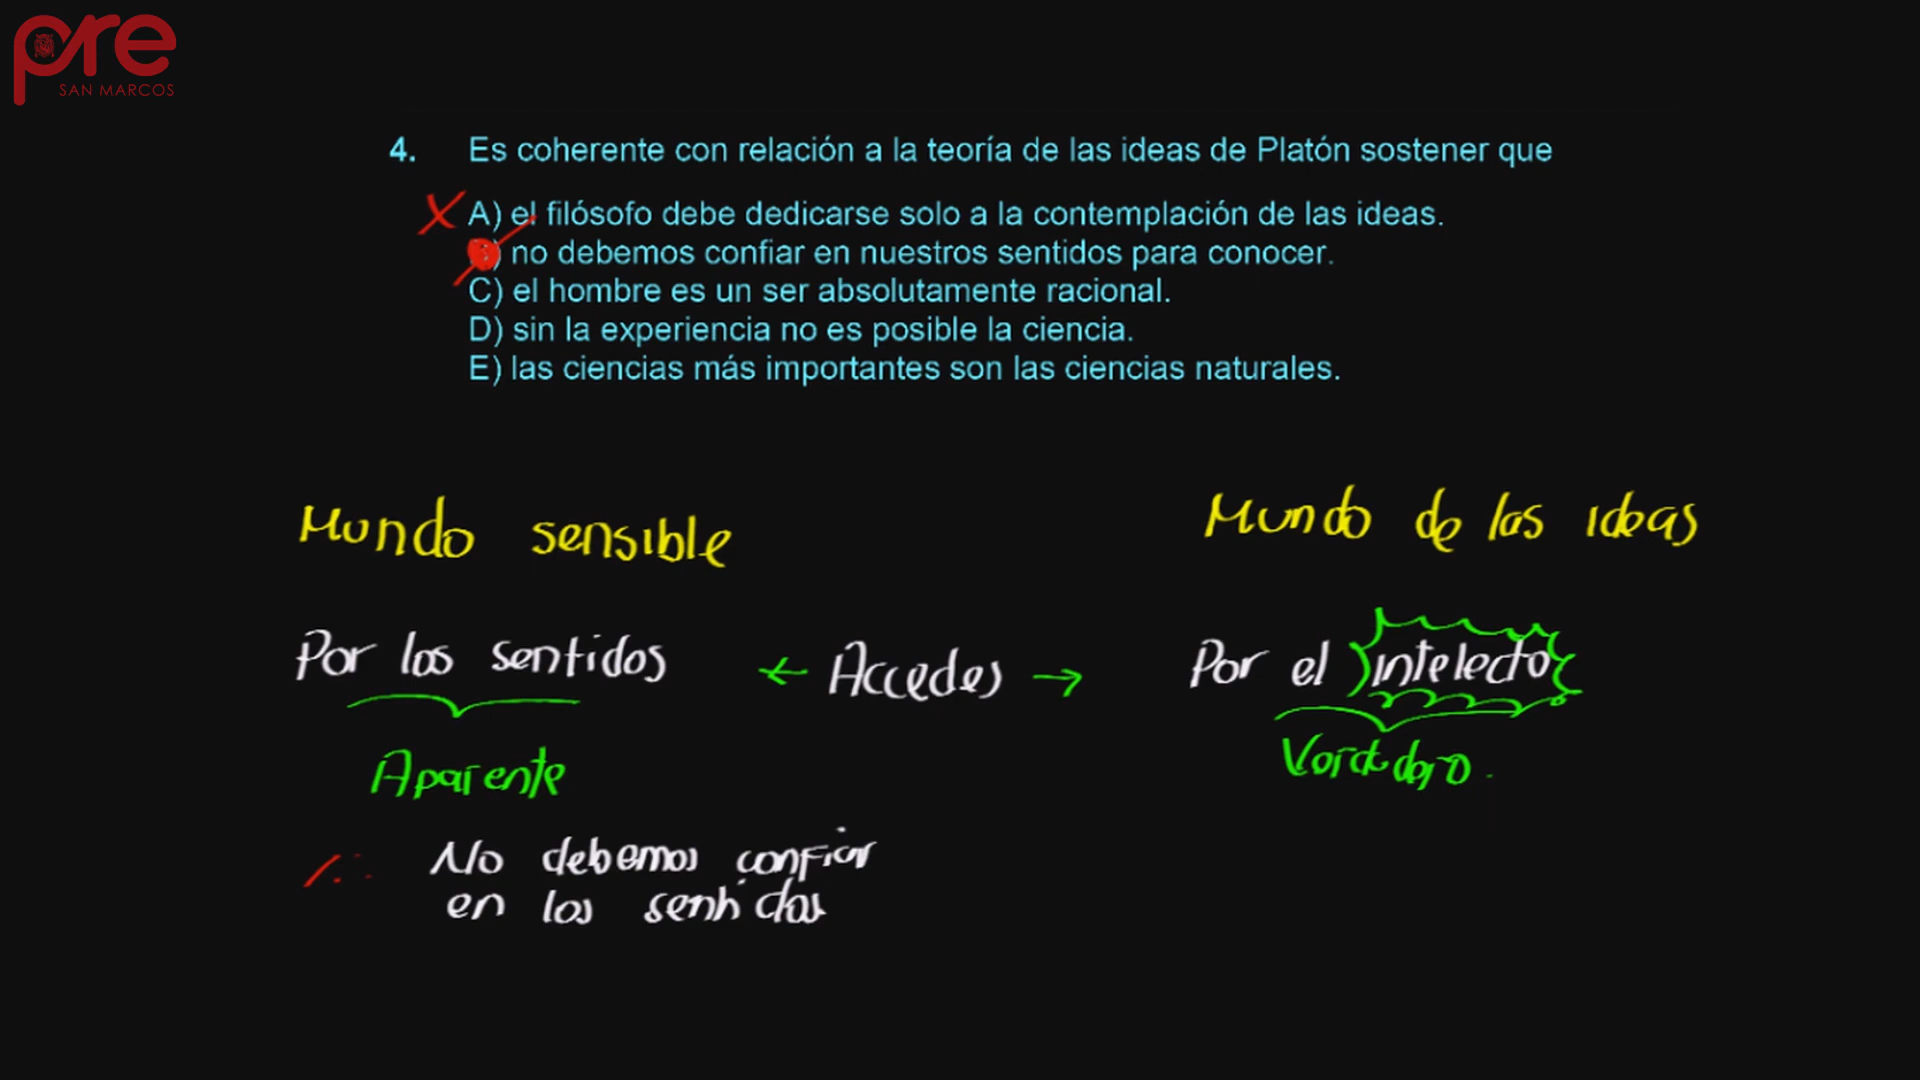 pre
SAN MARCOS
4. Es coherente con relación a la teoría de las ideas de Platón sostener que
A) el filósofo debe dedicarse solo a la contemplación de las ideas.
B) no debemos confiar en nuestros sentidos para conocer.
C) el hombre es un ser absolutamente racional.
D) sin la experiencia no es posible la ciencia.
E) las ciencias más importantes son las ciencias naturales.
Mundo sensible
Mundo de las ideas
Por los sentidos ← Accedes → Por el intelecto
Aparente
Verdadero.
∴ No debemos confiar
en los sentidos